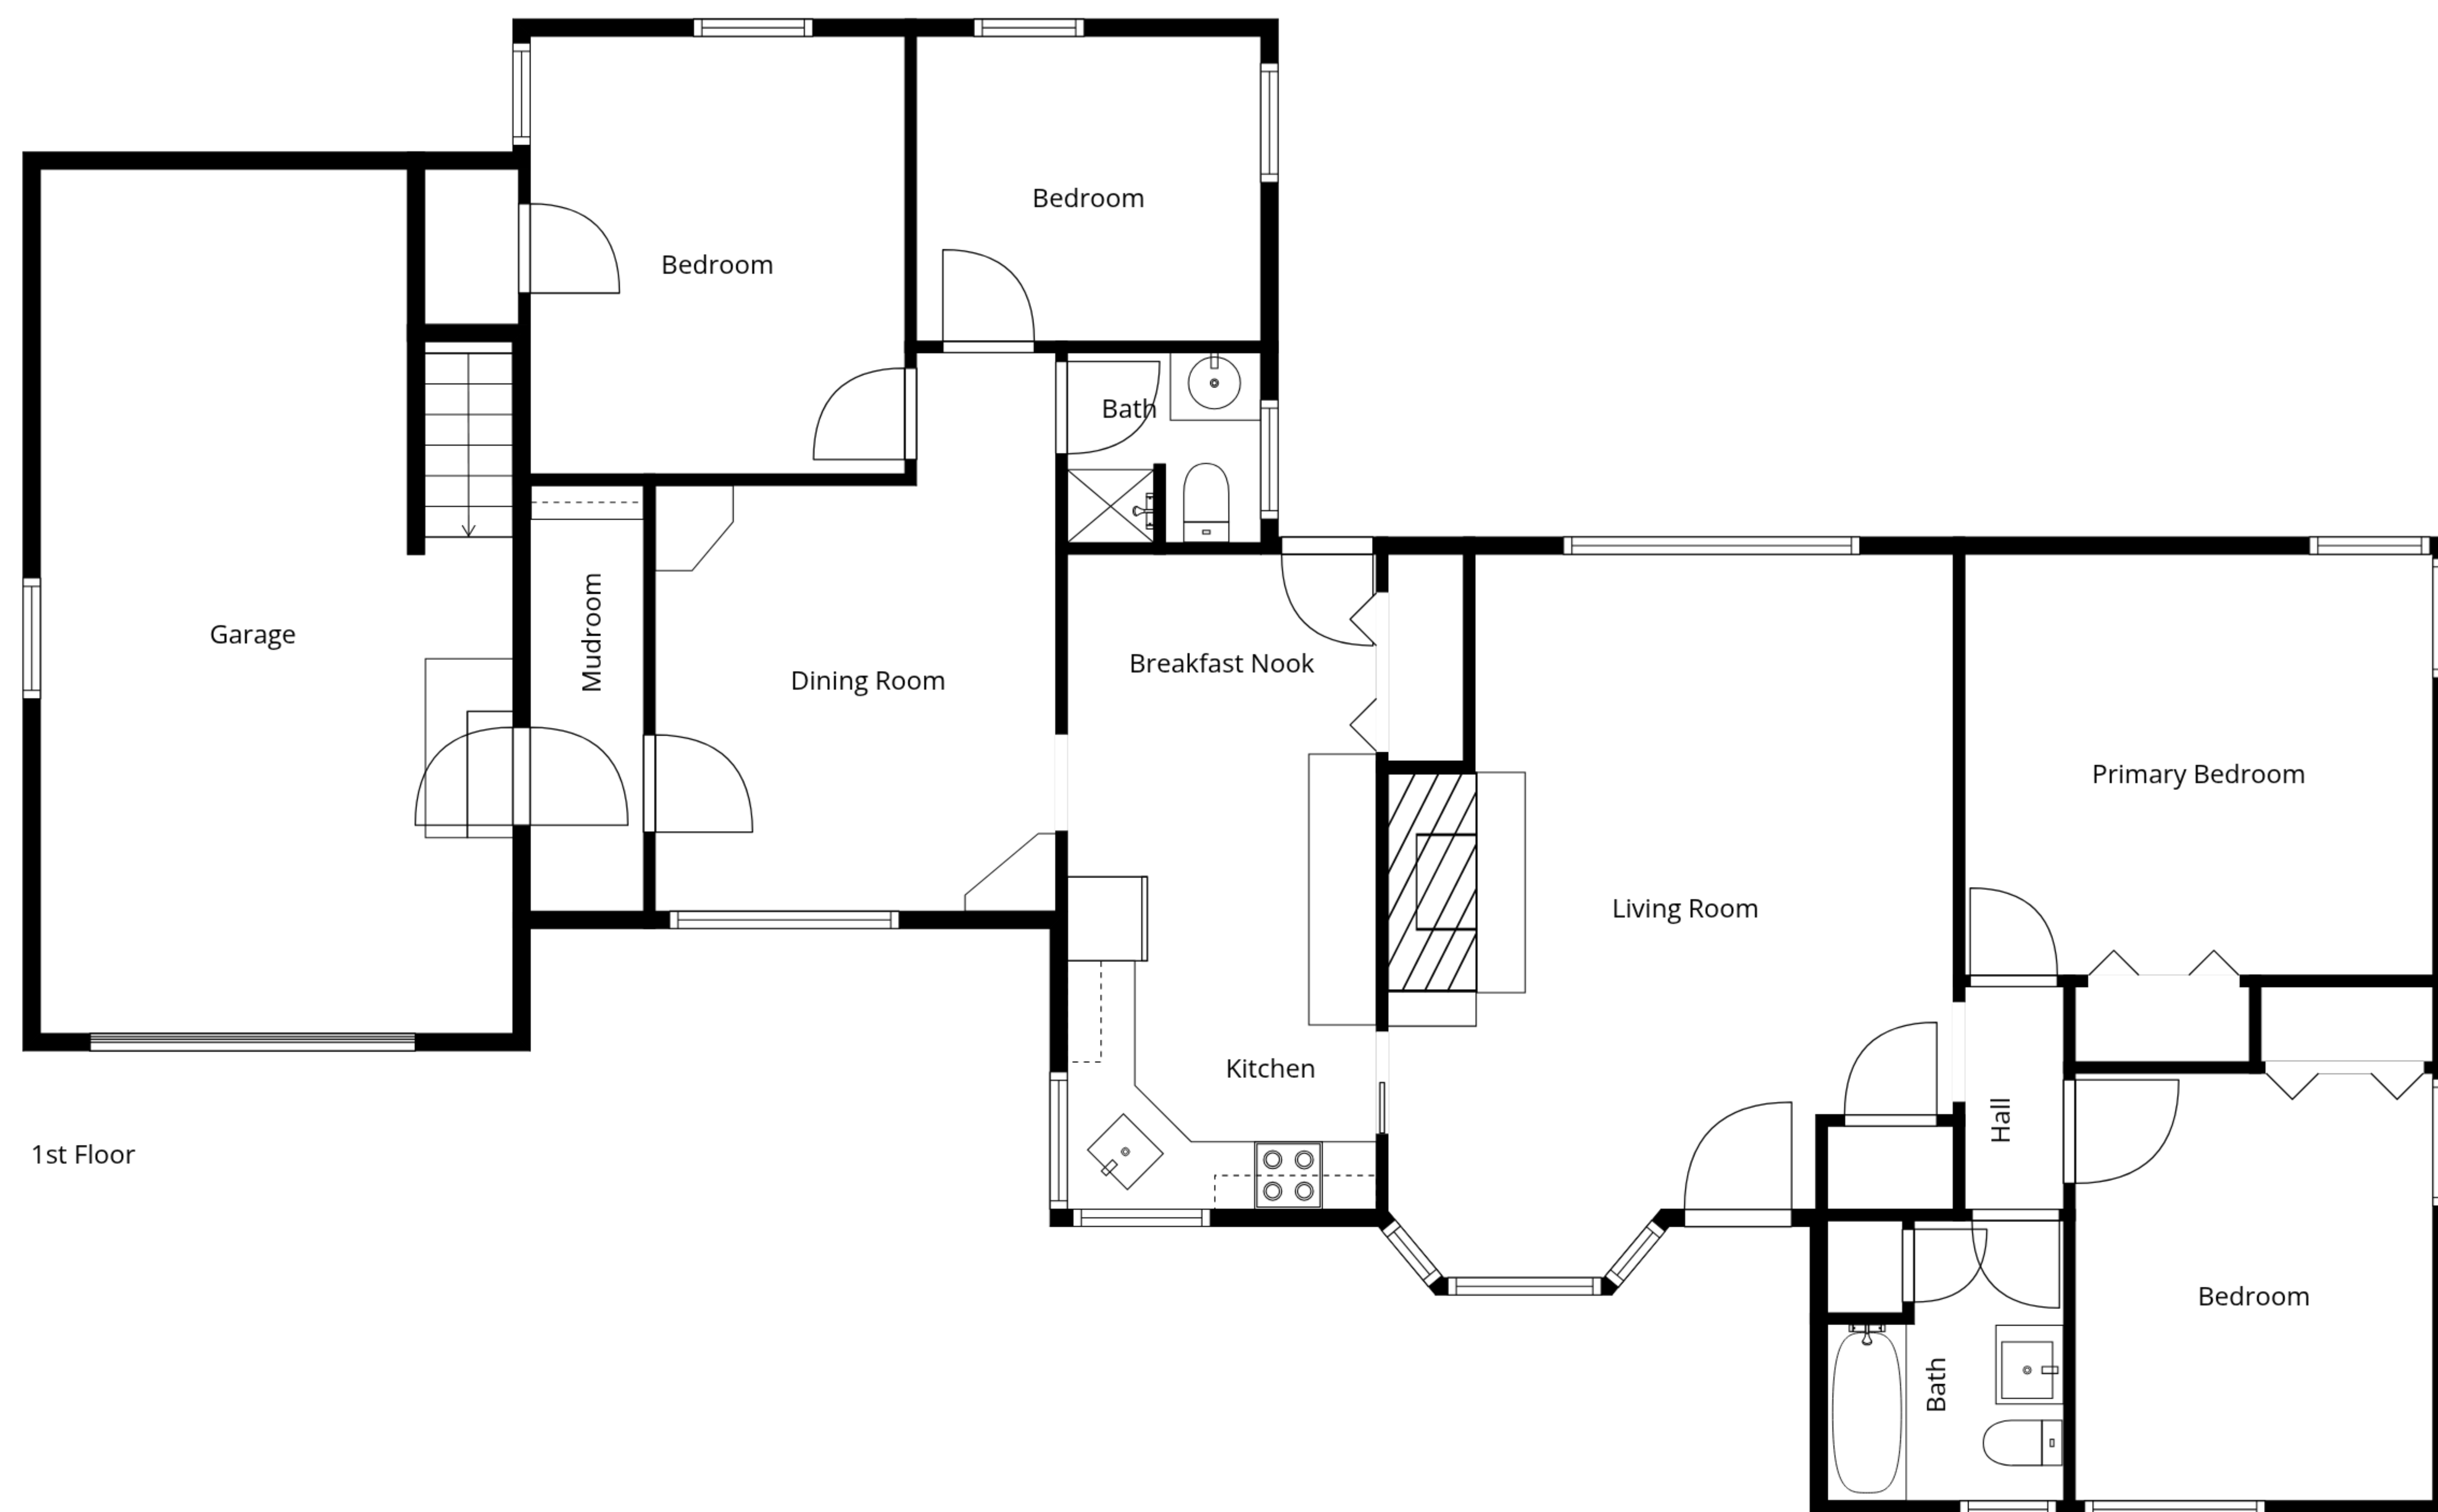 Bedroom
Bedroom
Bath
Garage
Mudroom
Dining Room
Breakfast Nook
Primary Bedroom
Living Room
Kitchen
Hall
1st Floor
Bedroom
Bath